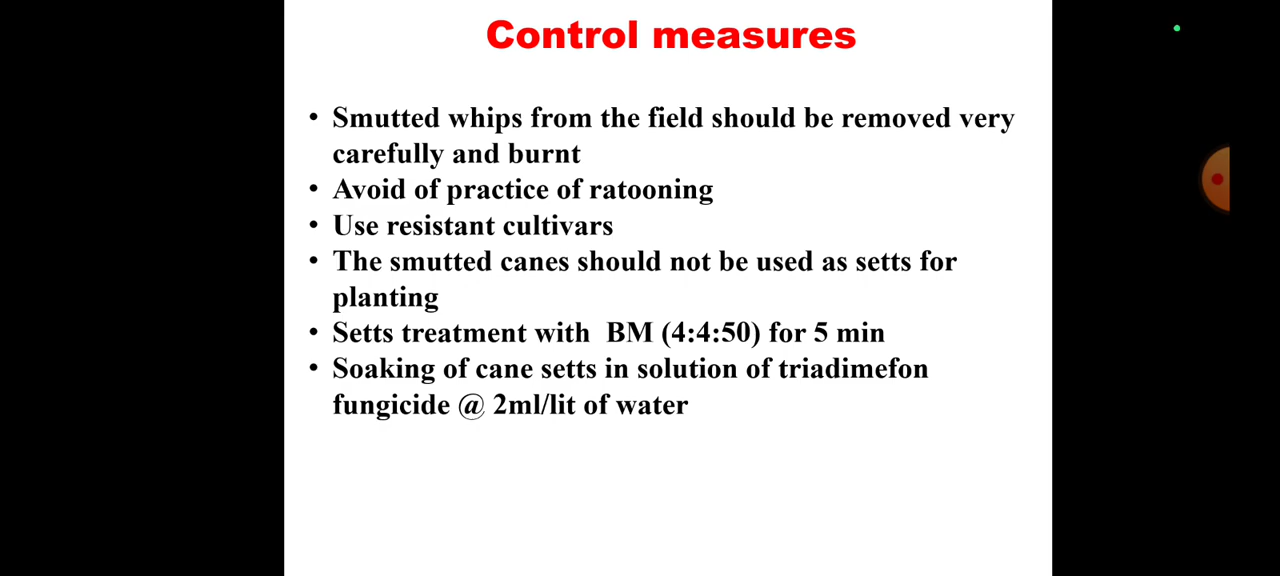 Control measures
• Smutted whips from the field should be removed very
carefully and burnt
• Avoid of practice of ratooning
• Use resistant cultivars
• The smutted canes should not be used as setts for
planting
• Setts treatment with  BM (4:4:50) for 5 min
• Soaking of cane setts in solution of triadimefon
fungicide @ 2ml/lit of water